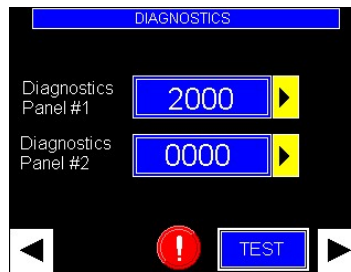 DIAGNOSTICS
Diagnostics
Panel #1
2000
Diagnostics
Panel #2
0000
!
TEST